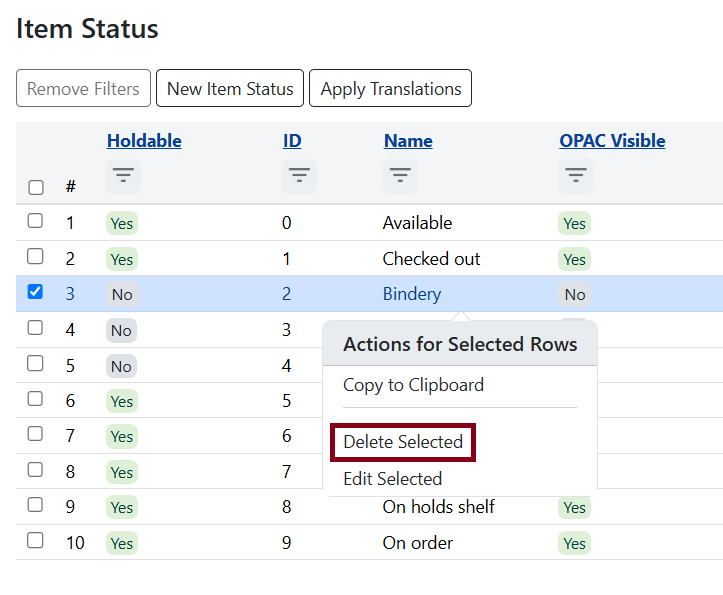 Item Status
Remove Filters New Item Status Apply Translations
Holdable ID Name OPAC Visible
#
1 Yes 0 Available Yes
2 Yes 1 Checked out Yes
3 No 2 Bindery No
4 No 3
Actions for Selected Rows
5 No 4
Copy to Clipboard
6 Yes 5
7 Yes 6
Delete Selected
8 Yes 7
Edit Selected
9 Yes 8 On holds shelf Yes
10 Yes 9 On order Yes